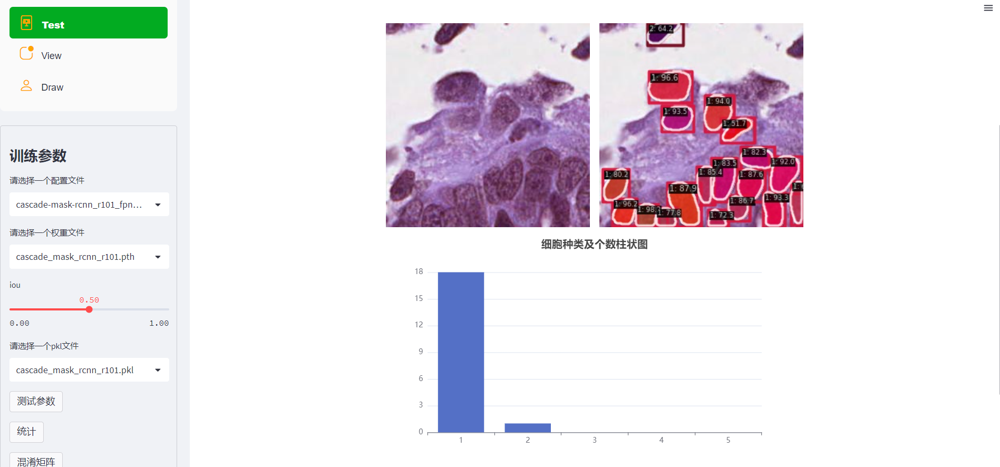 Test
View
Draw
训练参数
请选择一个配置文件
cascade-mask-rcnn_r101_fpn...
请选择一个权重文件
cascade_mask_rcnn_r101.pth
iou
0.50
0.00 1.00
请选择一个pkl文件
cascade_mask_rcnn_r101.pkl
测试参数
统计
混淆矩阵
2: 64.2
1: 96.6
1: 94.0
1: 93.5
1: 51.7
1: 82.3
1: 83.5
1: 92.0
1: 80.2
1: 85.4
1: 87.6
1: 87.9
1: 86.7
1: 93.3
1: 96.2
1: 98.
1: 77.8
1: 72.3
细胞种类及个数柱状图
18
15
12
9
6
3
0
1 2 3 4 5